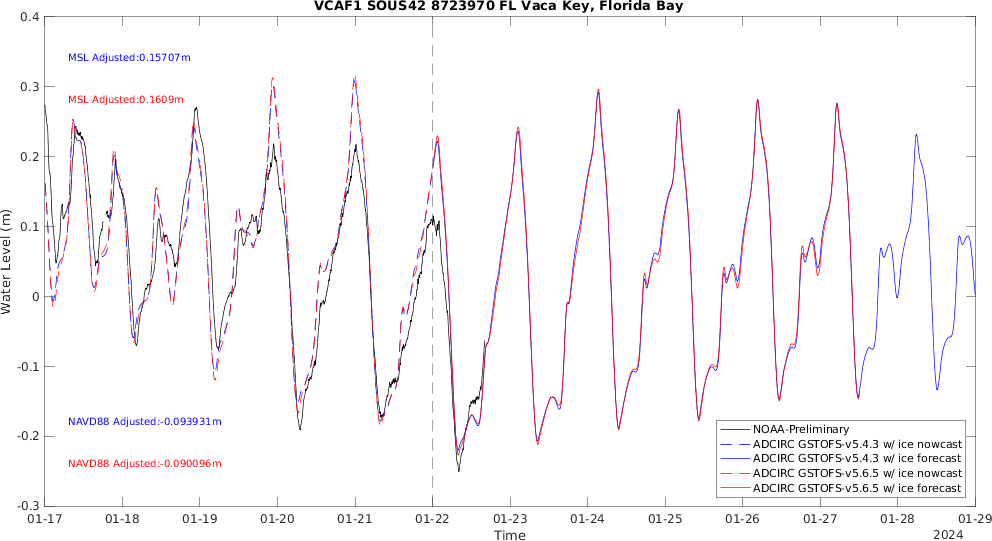 VCAF1 SOUS42 8723970 FL Vaca Key, Florida Bay
0.4
0.3
0.2
0.1
0
-0.1
-0.2
-0.3
Water Level (m)
MSL Adjusted:0.15707m
MSL Adjusted:0.1609m
NAVD88 Adjusted:-0.093931m
NAVD88 Adjusted:-0.090096m
NOAA-Preliminary
ADCIRC GSTOFS-v5.4.3 w/ ice nowcast
ADCIRC GSTOFS-v5.4.3 w/ ice forecast
ADCIRC GSTOFS-v5.6.5 w/ ice nowcast
ADCIRC GSTOFS-v5.6.5 w/ ice forecast
01-17 01-18 01-19 01-20 01-21 01-22 01-23 01-24 01-25 01-26 01-27 01-28 01-29
Time
2024